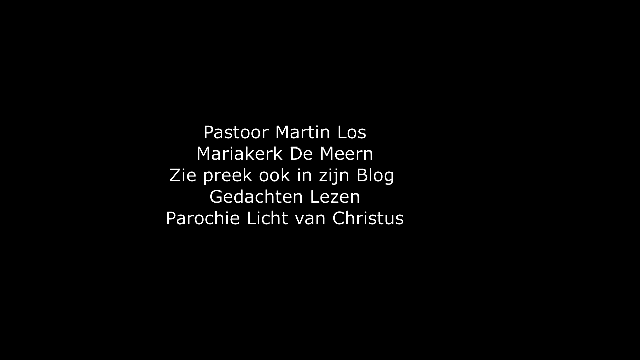 Pastoor Martin Los
Mariakerk De Meern
Zie preek ook in zijn Blog
Gedachten Lezen
Parochie Licht van Christus